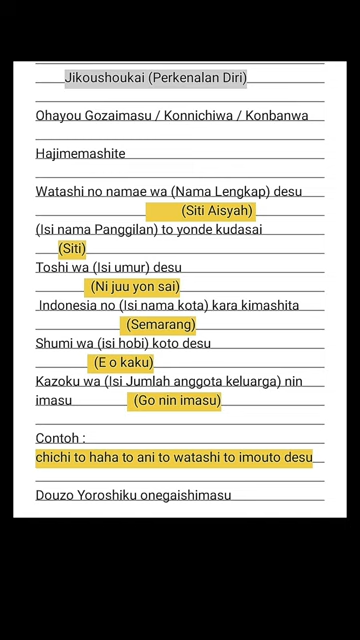 Jikoushoukai (Perkenalan Diri)
Ohayou Gozaimasu / Konnichiwa / Konbanwa
Hajimemashite
Watashi no namae wa (Nama Lengkap) desu
(Siti Aisyah)
(Isi nama Panggilan) to yonde kudasai
(Siti)
Toshi wa (Isi umur) desu
(Ni juu yon sai)
Indonesia no (Isi nama kota) kara kimashita
(Semarang)
Shumi wa (isi hobi) koto desu
(E o kaku)
Kazoku wa (Isi Jumlah anggota keluarga) nin
imasu (Go nin imasu)
Contoh :
chichi to haha to ani to watashi to imouto desu
Douzo Yoroshiku onegaishimasu